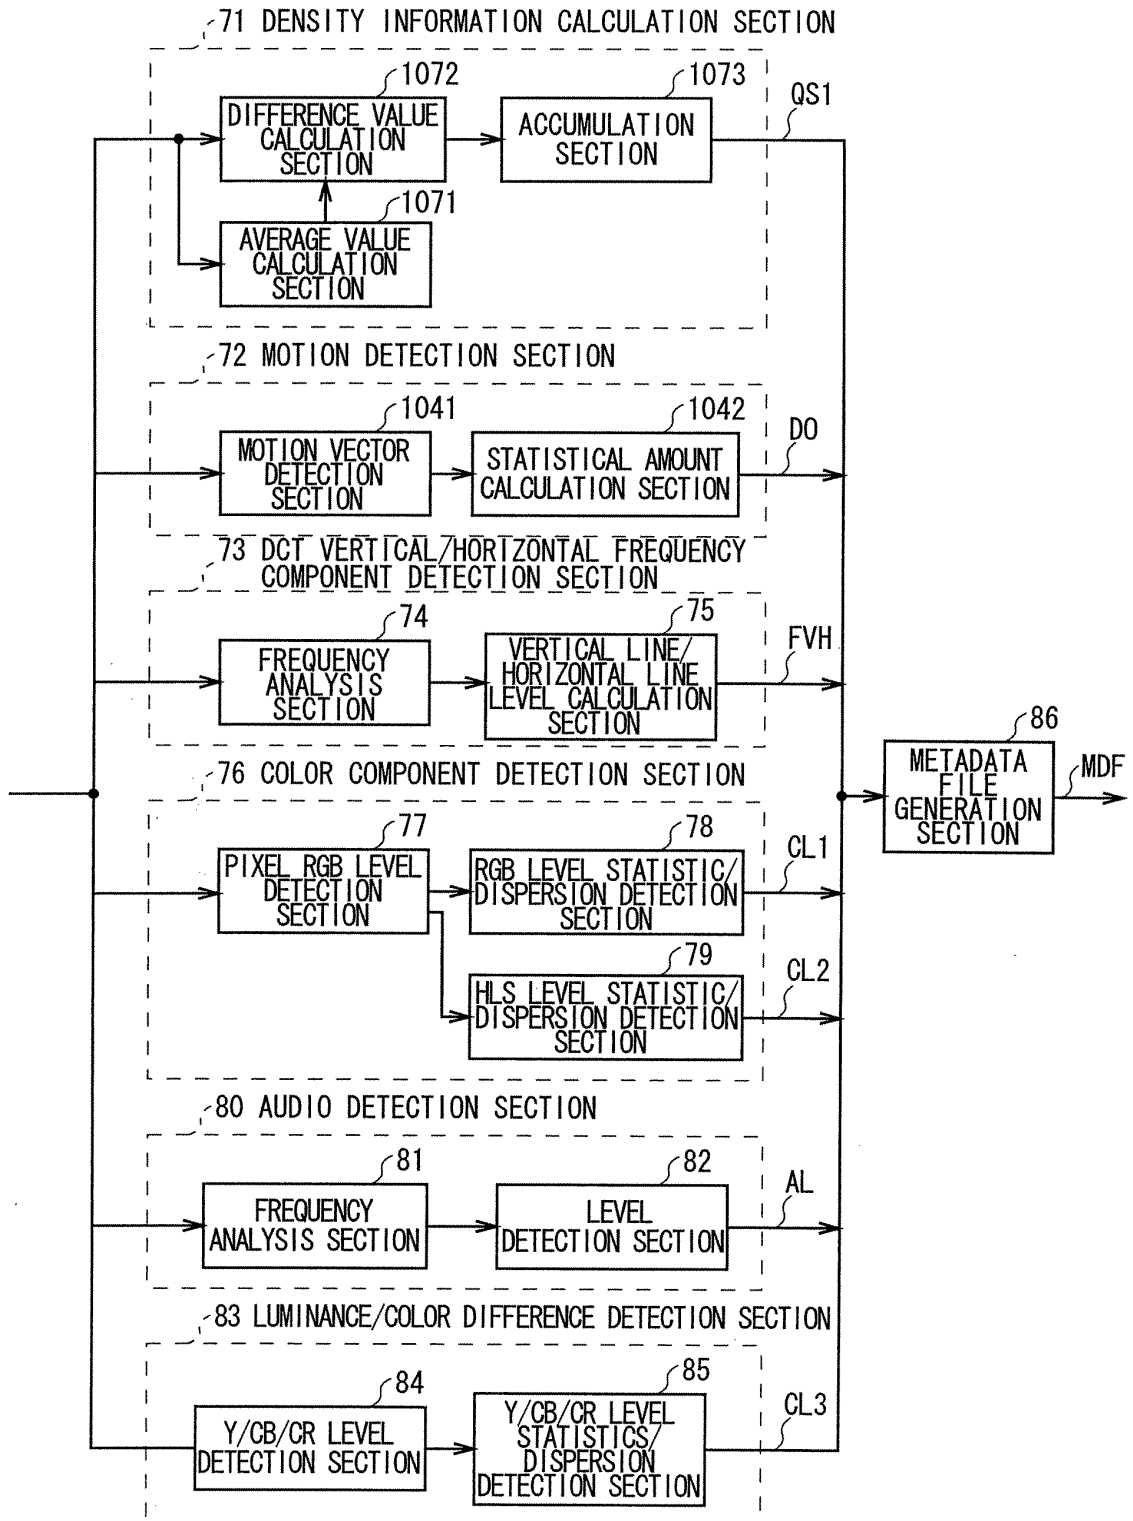 71 DENSITY INFORMATION CALCULATION SECTION
1072
DIFFERENCE VALUE
CALCULATION
SECTION
1073
ACCUMULATION
SECTION
QS1
1071
AVERAGE VALUE
CALCULATION
SECTION
72 MOTION DETECTION SECTION
1041
MOTION VECTOR
DETECTION
SECTION
1042
STATISTICAL AMOUNT
CALCULATION SECTION
DO
73 DCT VERTICAL/HORIZONTAL FREQUENCY
COMPONENT DETECTION SECTION
74
FREQUENCY
ANALYSIS
SECTION
75
VERTICAL LINE/
HORIZONTAL LINE
LEVEL CALCULATION
SECTION
FVH
76 COLOR COMPONENT DETECTION SECTION
77
PIXEL RGB LEVEL
DETECTION
SECTION
78
RGB LEVEL STATISTIC/
DISPERSION DETECTION
SECTION
CL1
79
HLS LEVEL STATISTIC/
DISPERSION DETECTION
SECTION
CL2
86
METADATA
FILE
GENERATION
SECTION
MDF
80 AUDIO DETECTION SECTION
81
FREQUENCY
ANALYSIS SECTION
82
LEVEL
DETECTION SECTION
AL
83 LUMINANCE/COLOR DIFFERENCE DETECTION SECTION
84
Y/CB/CR LEVEL
DETECTION SECTION
85
Y/CB/CR LEVEL
STATISTICS/
DISPERSION
DETECTION SECTION
CL3